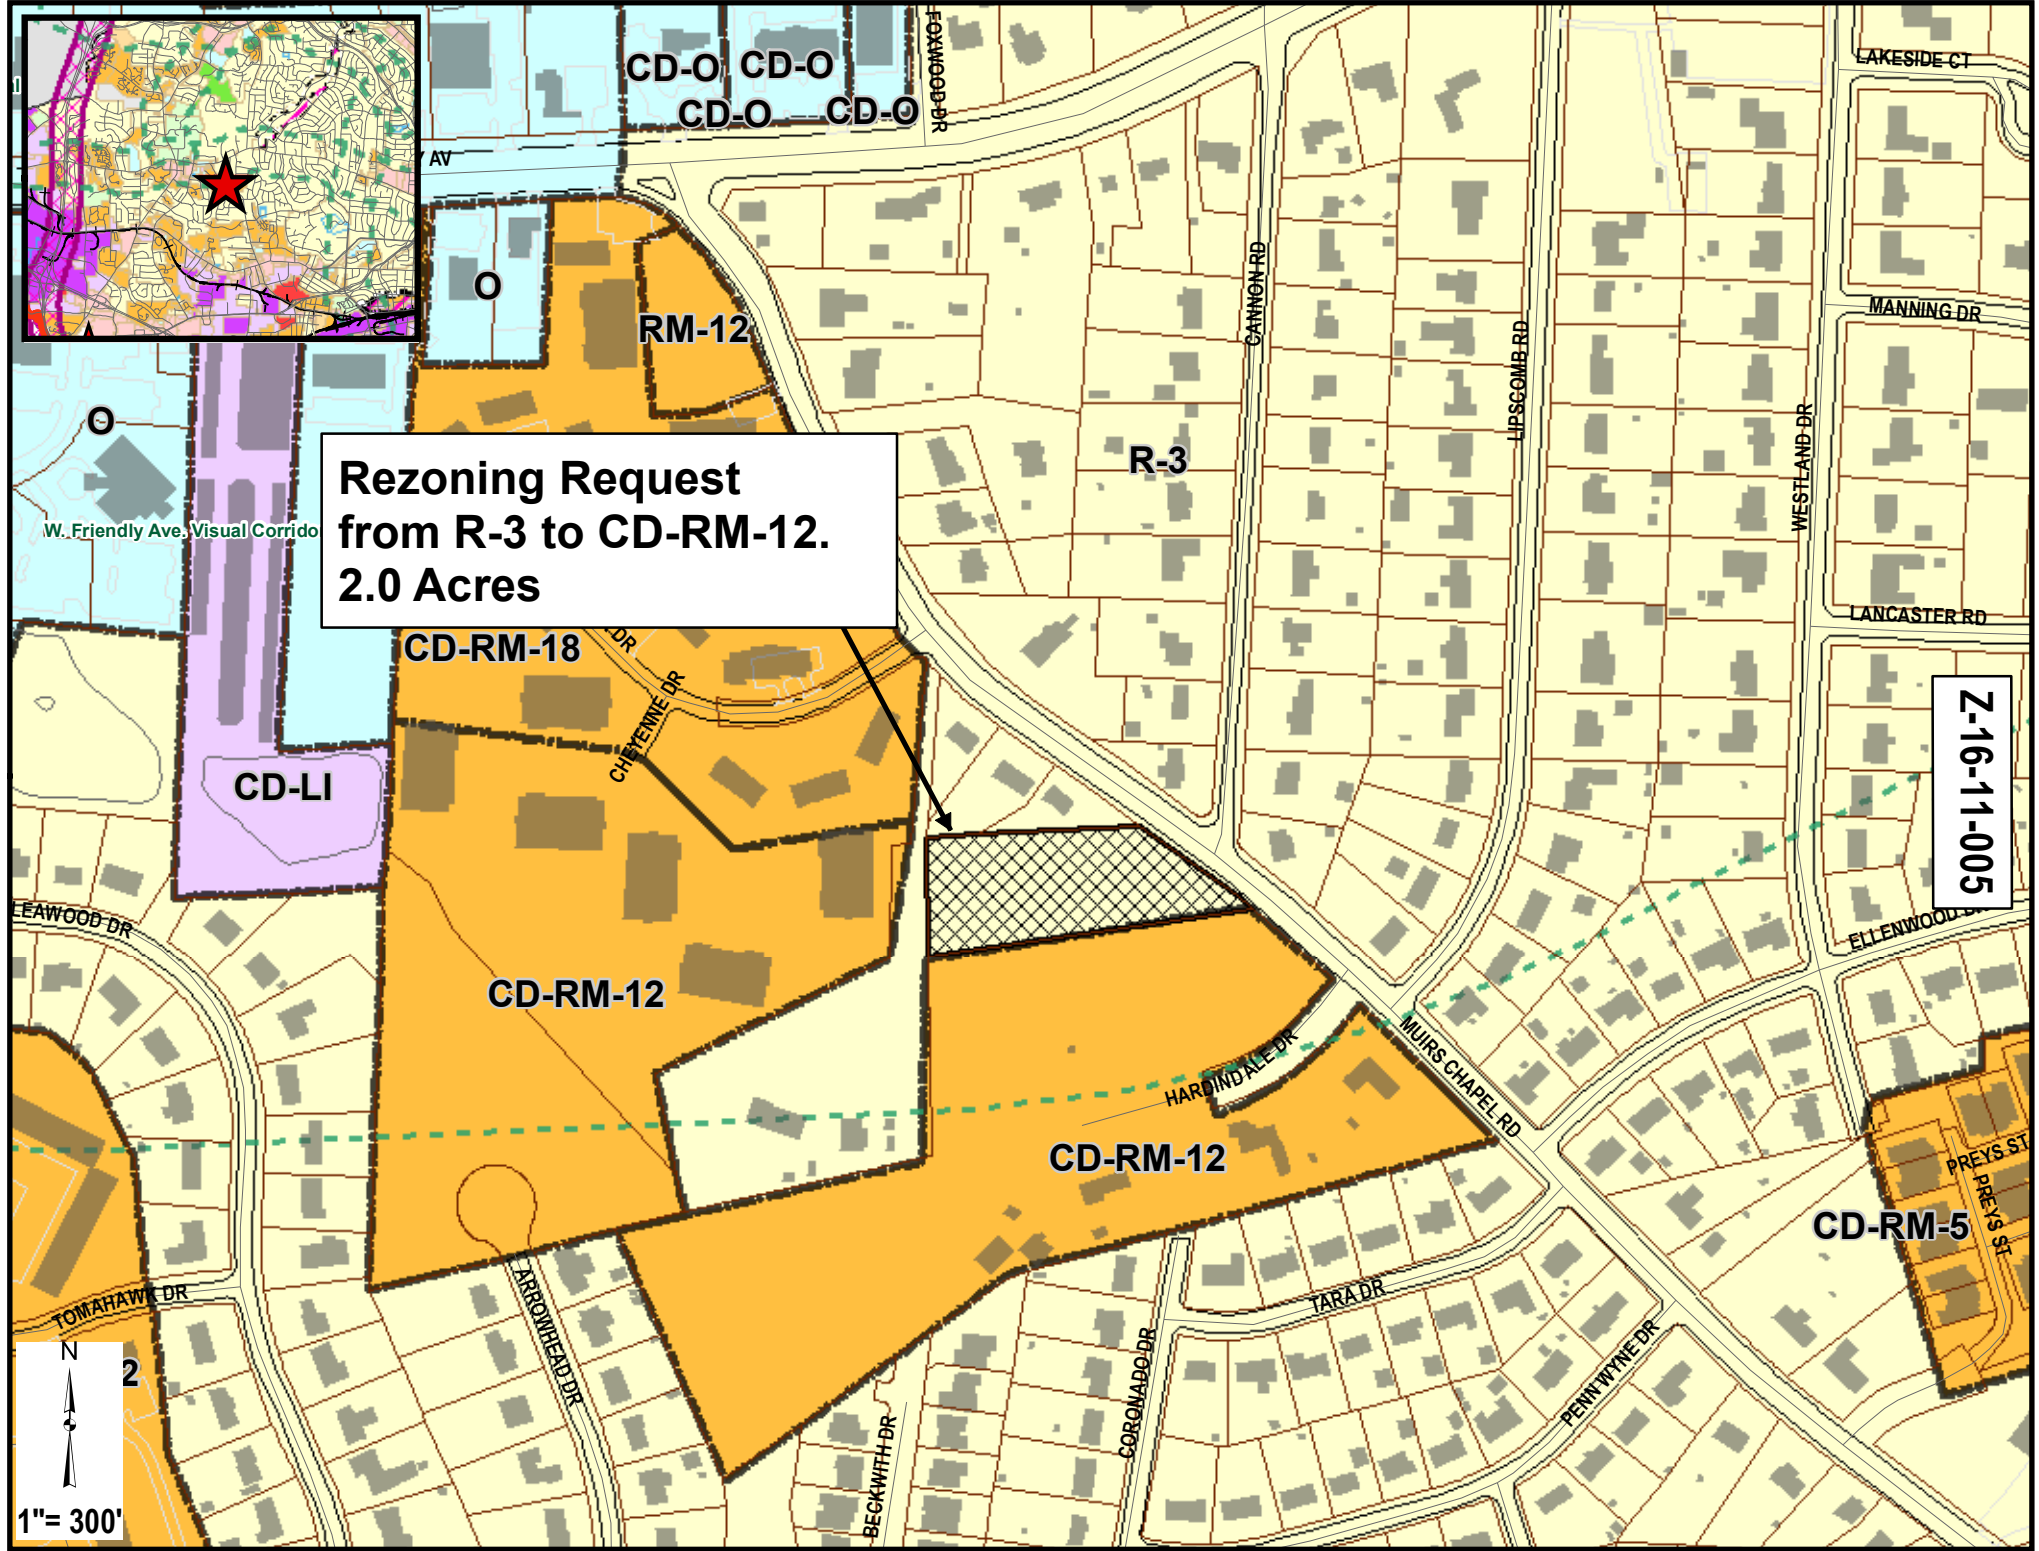 FOXWOOD DR
LAKESIDE CT
CD-O
CD-O
CD-O
CD-O
AV
O
RM-12
CANNON RD
LIPSCOMB RD
MANNING DR
O
R-3
WESTLAND DR
Rezoning Request
from R-3 to CD-RM-12.
2.0 Acres
W. Friendly Ave. Visual Corrido
CD-RM-18
DR
LANCASTER RD
CHEYENNE DR
Z-16-11-005
CD-LI
LEAWOOD DR
ELLENWOOD DR
CD-RM-12
MUIRS CHAPEL RD
HARDINDALE DR
CD-RM-12
PREYS ST
PREYS ST
CD-RM-5
TOMAHAWK DR
ARROWHEAD DR
TARA DR
CORONADO DR
PENN WYNE DR
BECKWITH DR
N
2
1"= 300'